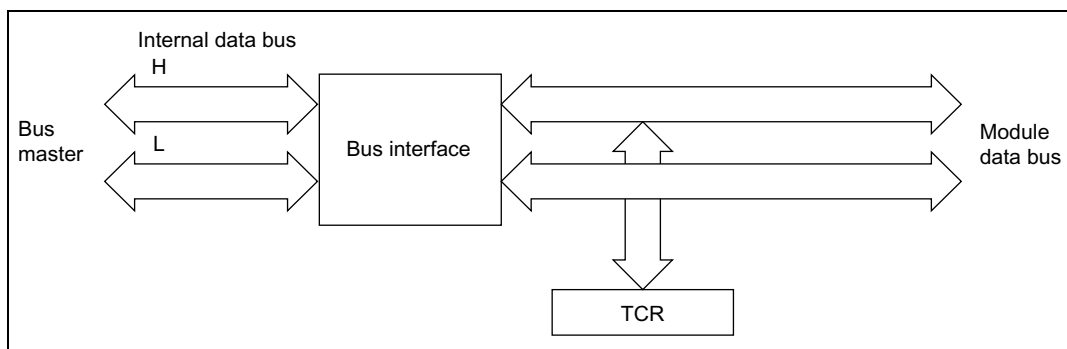 Internal data bus
H
Bus
master
L
Bus interface
Module
data bus
TCR